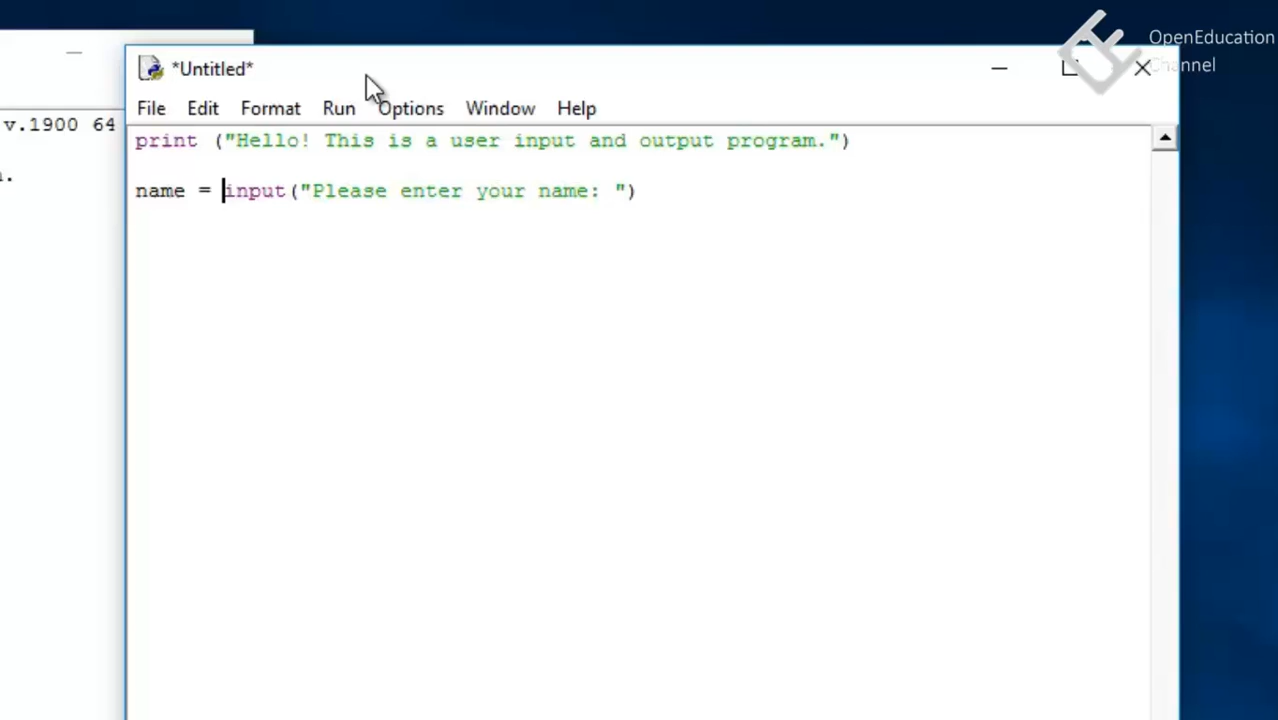 OpenEducation
Channel
*Untitled*
File Edit Format Run Options Window Help
v.1900 64
print ("Hello! This is a user input and output program.")
name = input("Please enter your name: ")